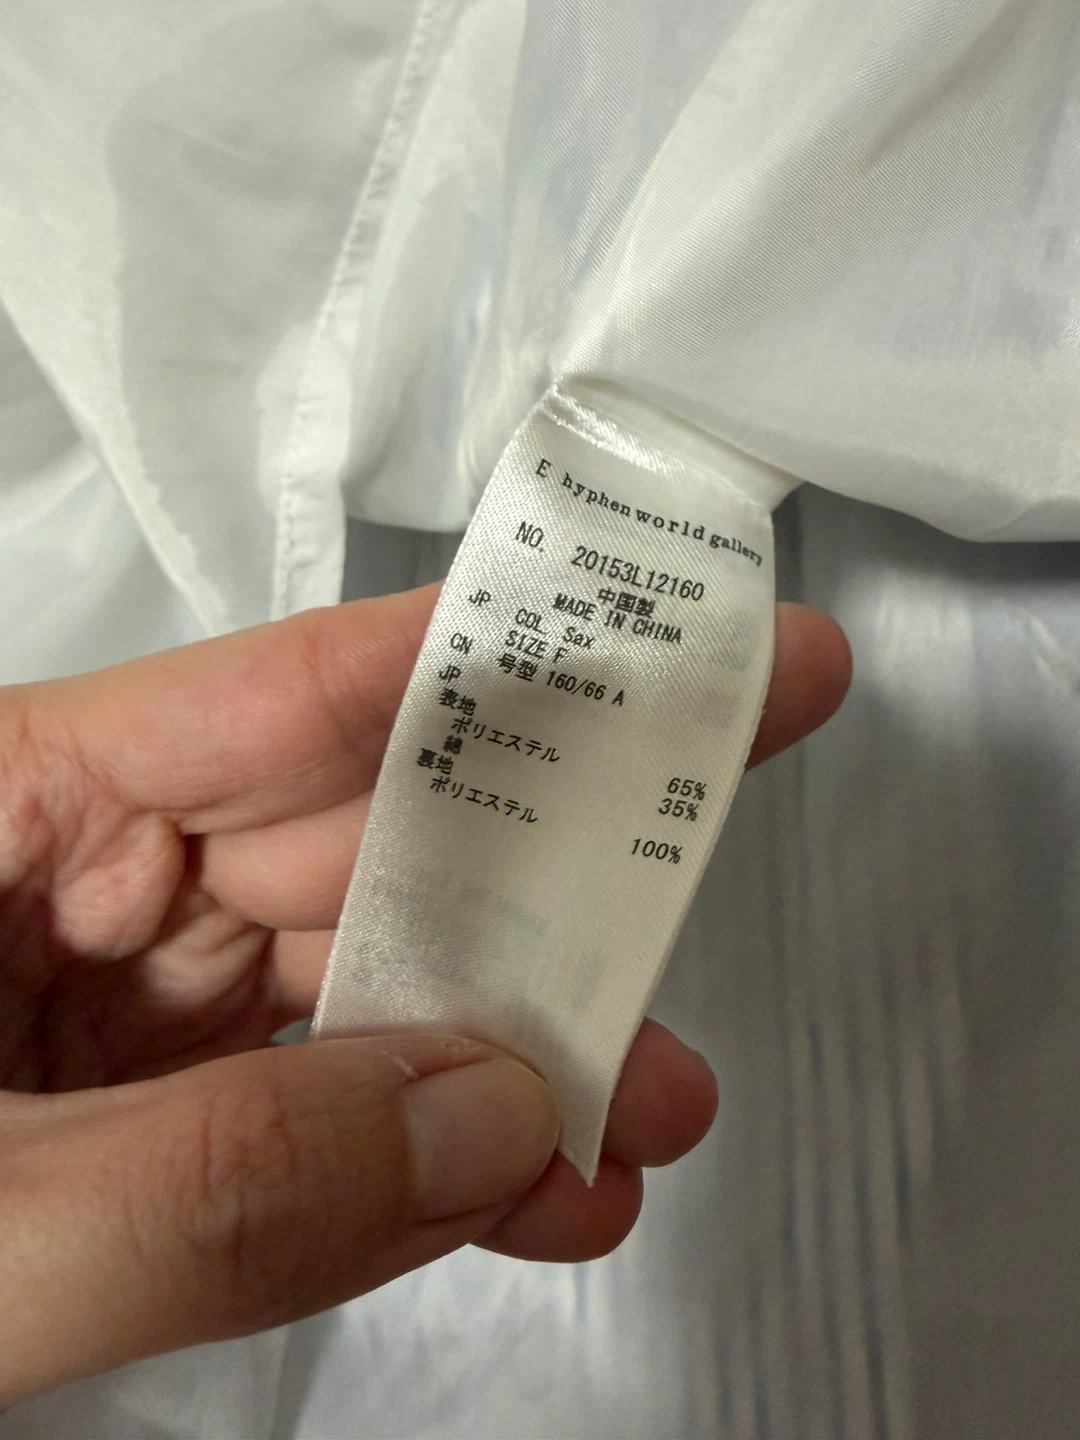 E hyphen world gallery
NO. 20153L12160
中国製
MADE IN CHINA
JP COL Sax
SIZE F
CN 号型 160/66 A
JP
表地
ポリエステル 65%
綿 35%
裏地
ポリエステル 100%